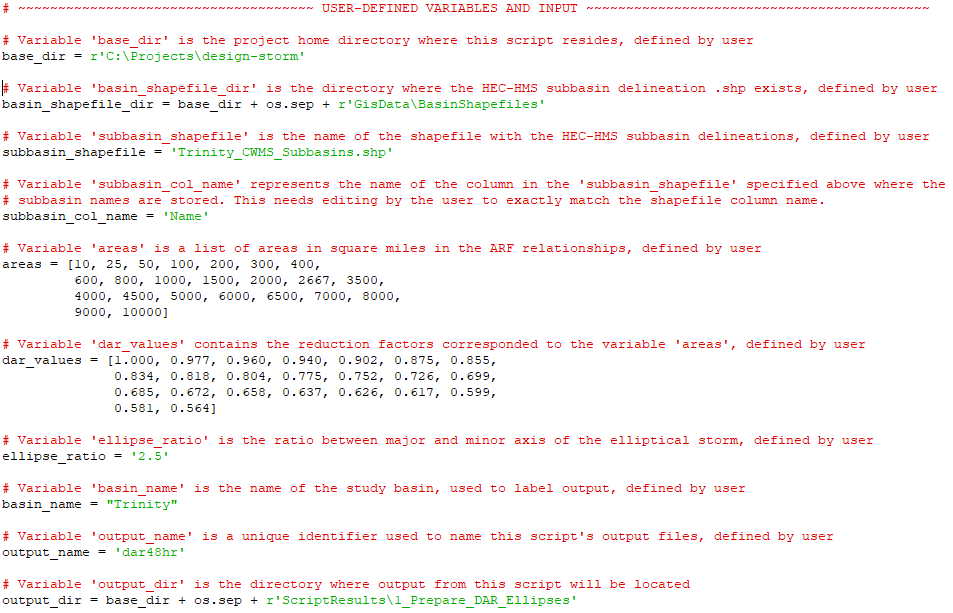 # ~~~~~~~~~~~~~~~~~~~~~~~~~~~~~~~~~~~~~ USER-DEFINED VARIABLES AND INPUT ~~~~~~~~~~~~~~~~~~~~~~~~~~~~~~~~~~~~~~~~~~~
# Variable 'base_dir' is the project home directory where this script resides, defined by user
base_dir = r'C:\Projects\design-storm'
# Variable 'basin_shapefile_dir' is the directory where the HEC-HMS subbasin delineation .shp exists, defined by user
basin_shapefile_dir = base_dir + os.sep + r'GisData\BasinShapefiles'
# Variable 'subbasin_shapefile' is the name of the shapefile with the HEC-HMS subbasin delineations, defined by user
subbasin_shapefile = 'Trinity_CWMS_Subbasins.shp'
# Variable 'subbasin_col_name' represents the name of the column in the 'subbasin_shapefile' specified above where the
# subbasin names are stored. This needs editing by the user to exactly match the shapefile column name.
subbasin_col_name = 'Name'
# Variable 'areas' is a list of areas in square miles in the ARF relationships, defined by user
areas = [10, 25, 50, 100, 200, 300, 400,
600, 800, 1000, 1500, 2000, 2667, 3500,
4000, 4500, 5000, 6000, 6500, 7000, 8000,
9000, 10000]
# Variable 'dar_values' contains the reduction factors corresponded to the variable 'areas', defined by user
dar_values = [1.000, 0.977, 0.960, 0.940, 0.902, 0.875, 0.855,
0.834, 0.818, 0.804, 0.775, 0.752, 0.726, 0.699,
0.685, 0.672, 0.658, 0.637, 0.626, 0.617, 0.599,
0.581, 0.564]
# Variable 'ellipse_ratio' is the ratio between major and minor axis of the elliptical storm, defined by user
ellipse_ratio = '2.5'
# Variable 'basin_name' is the name of the study basin, used to label output, defined by user
basin_name = "Trinity"
# Variable 'output_name' is a unique identifier used to name this script's output files, defined by user
output_name = 'dar48hr'
# Variable 'output_dir' is the directory where output from this script will be located
output_dir = base_dir + os.sep + r'ScriptResults\1_Prepare_DAR_Ellipses'